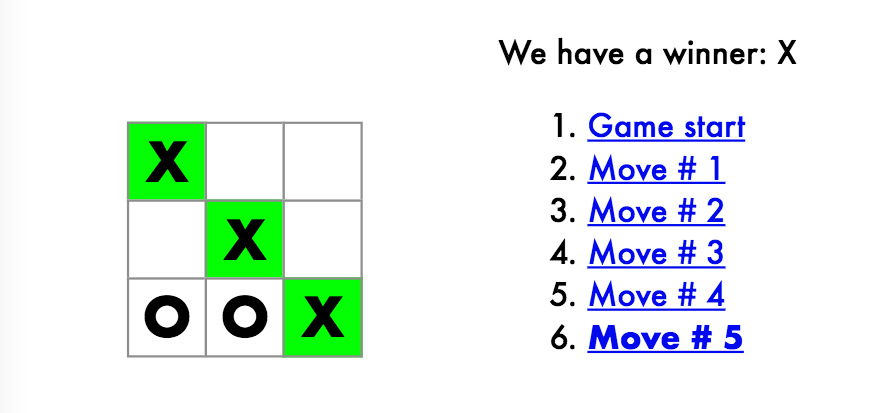 We have a winner: X
X
X
O O X
1. Game start
2. Move # 1
3. Move # 2
4. Move # 3
5. Move # 4
6. Move # 5